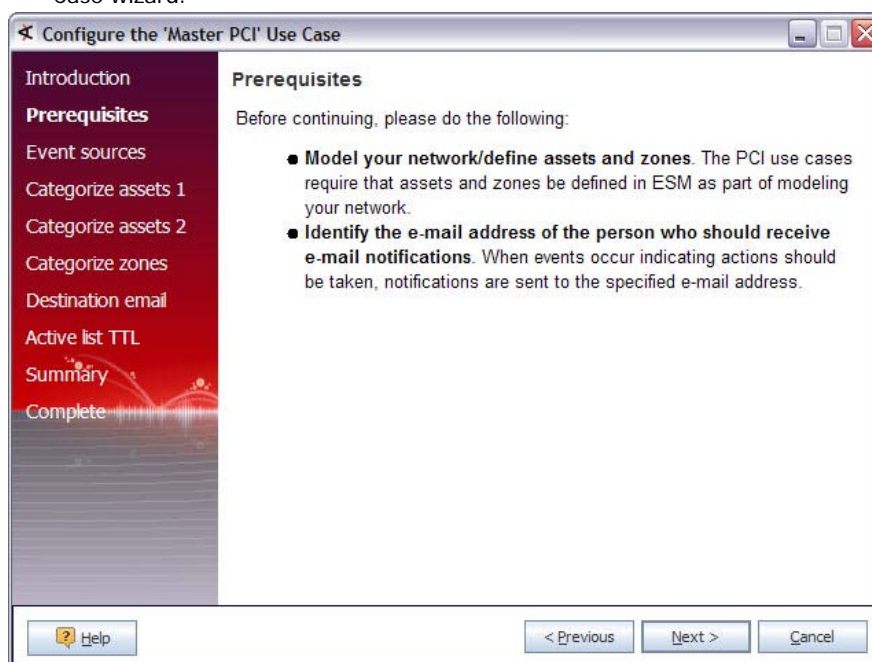 case wizard.
Configure the 'Master PCI' Use Case
Introduction
Prerequisites
Event sources
Categorize assets 1
Categorize assets 2
Categorize zones
Destination email
Active list TTL
Summary
Complete
Prerequisites
Before continuing, please do the following:
Model your network/define assets and zones. The PCI use cases
require that assets and zones be defined in ESM as part of modeling
your network.
Identify the e-mail address of the person who should receive
e-mail notifications. When events occur indicating actions should
be taken, notifications are sent to the specified e-mail address.
Help
< Previous
Next >
Cancel